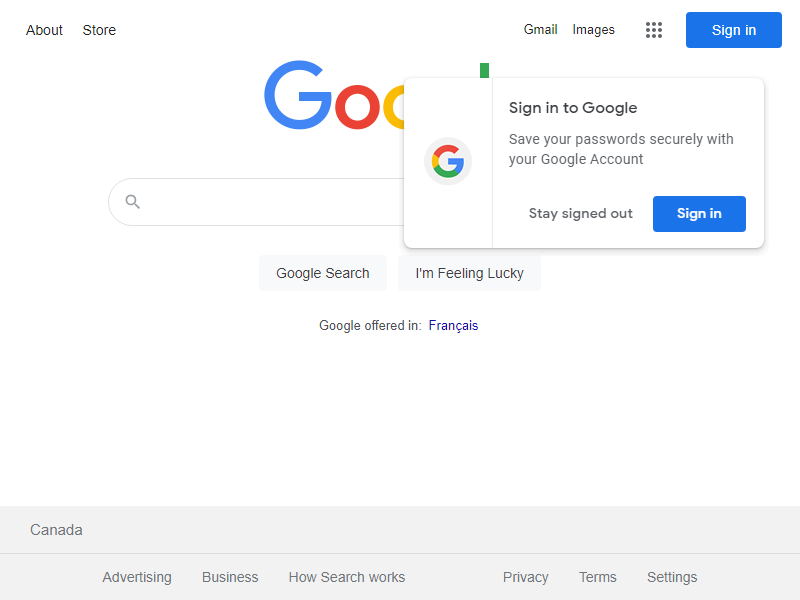 About Store Gmail Images Sign in
Goo
Sign in to Google
Save your passwords securely with
your Google Account
Stay signed out Sign in
Google Search I'm Feeling Lucky
Google offered in: Français
Canada
Advertising Business How Search works Privacy Terms Settings